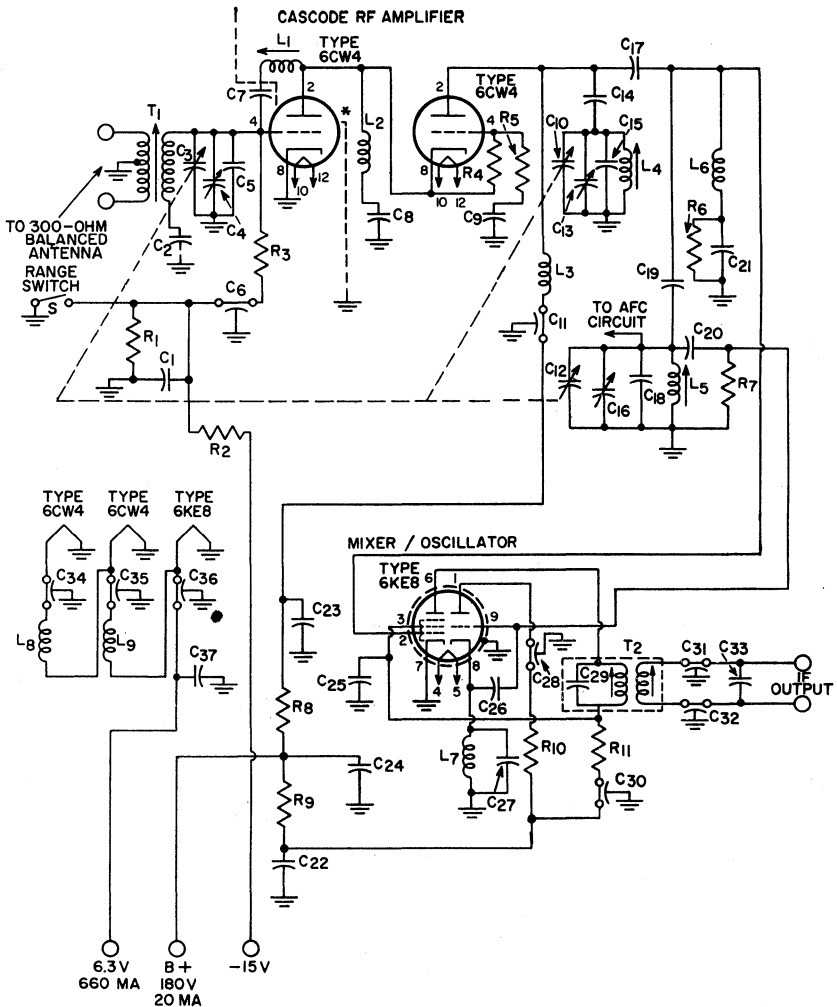 CASCODE RF AMPLIFIER
L1
TYPE
6CW4
C17
2
C7
*
L2
2
TYPE
6CW4
C14
T1
4
C3
C5
C4
8
10
12
4
R5
R4
8
10
12
C10
C15
L4
C13
L6
TO 300-OHM
BALANCED
ANTENNA
C2
R3
C8
C9
R6
C21
RANGE
SWITCH
S
C6
L3
C19
R1
C1
C11
TO AFC
CIRCUIT
C20
C12
C16
C18
L5
R7
R2
TYPE
6CW4
TYPE
6CW4
TYPE
6KE8
MIXER / OSCILLATOR
TYPE
6KE8
6
1
C34
C35
C36
C23
3
2
9
L8
L9
C37
C25
7
4
5
8
C26
C28
T2
C29
C31
C33
C32
IF
OUTPUT
R8
L7
C27
R10
R11
C24
C30
R9
C22
6.3V
660 MA
B+
180V
20 MA
-15V